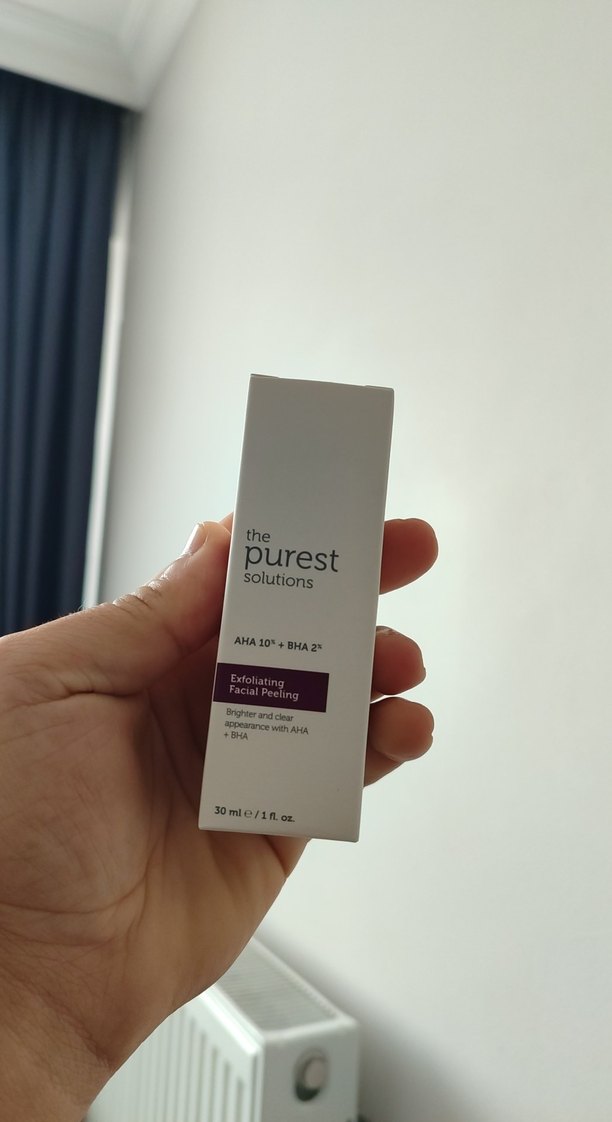 the
purest
solutions
AHA 10% + BHA 2%
Exfoliating
Facial Peeling
Brighter and clear
appearance with AHA
+ BHA
30 ml ℮ / 1 fl. oz.